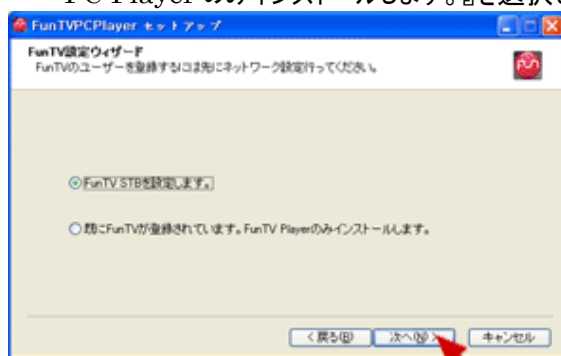 PC Player のみインストールします。』を選択し
FunTVPCPlayer セットアップ
FunTV設定ウィザード
FunTVのユーザーを登録するには先にネットワーク設定行ってください。
FunTV STBを設定します。
既にFunTVが登録されています。FunTV Playerのみインストールします。
< 戻る(B) 次へ(N) > キャンセル